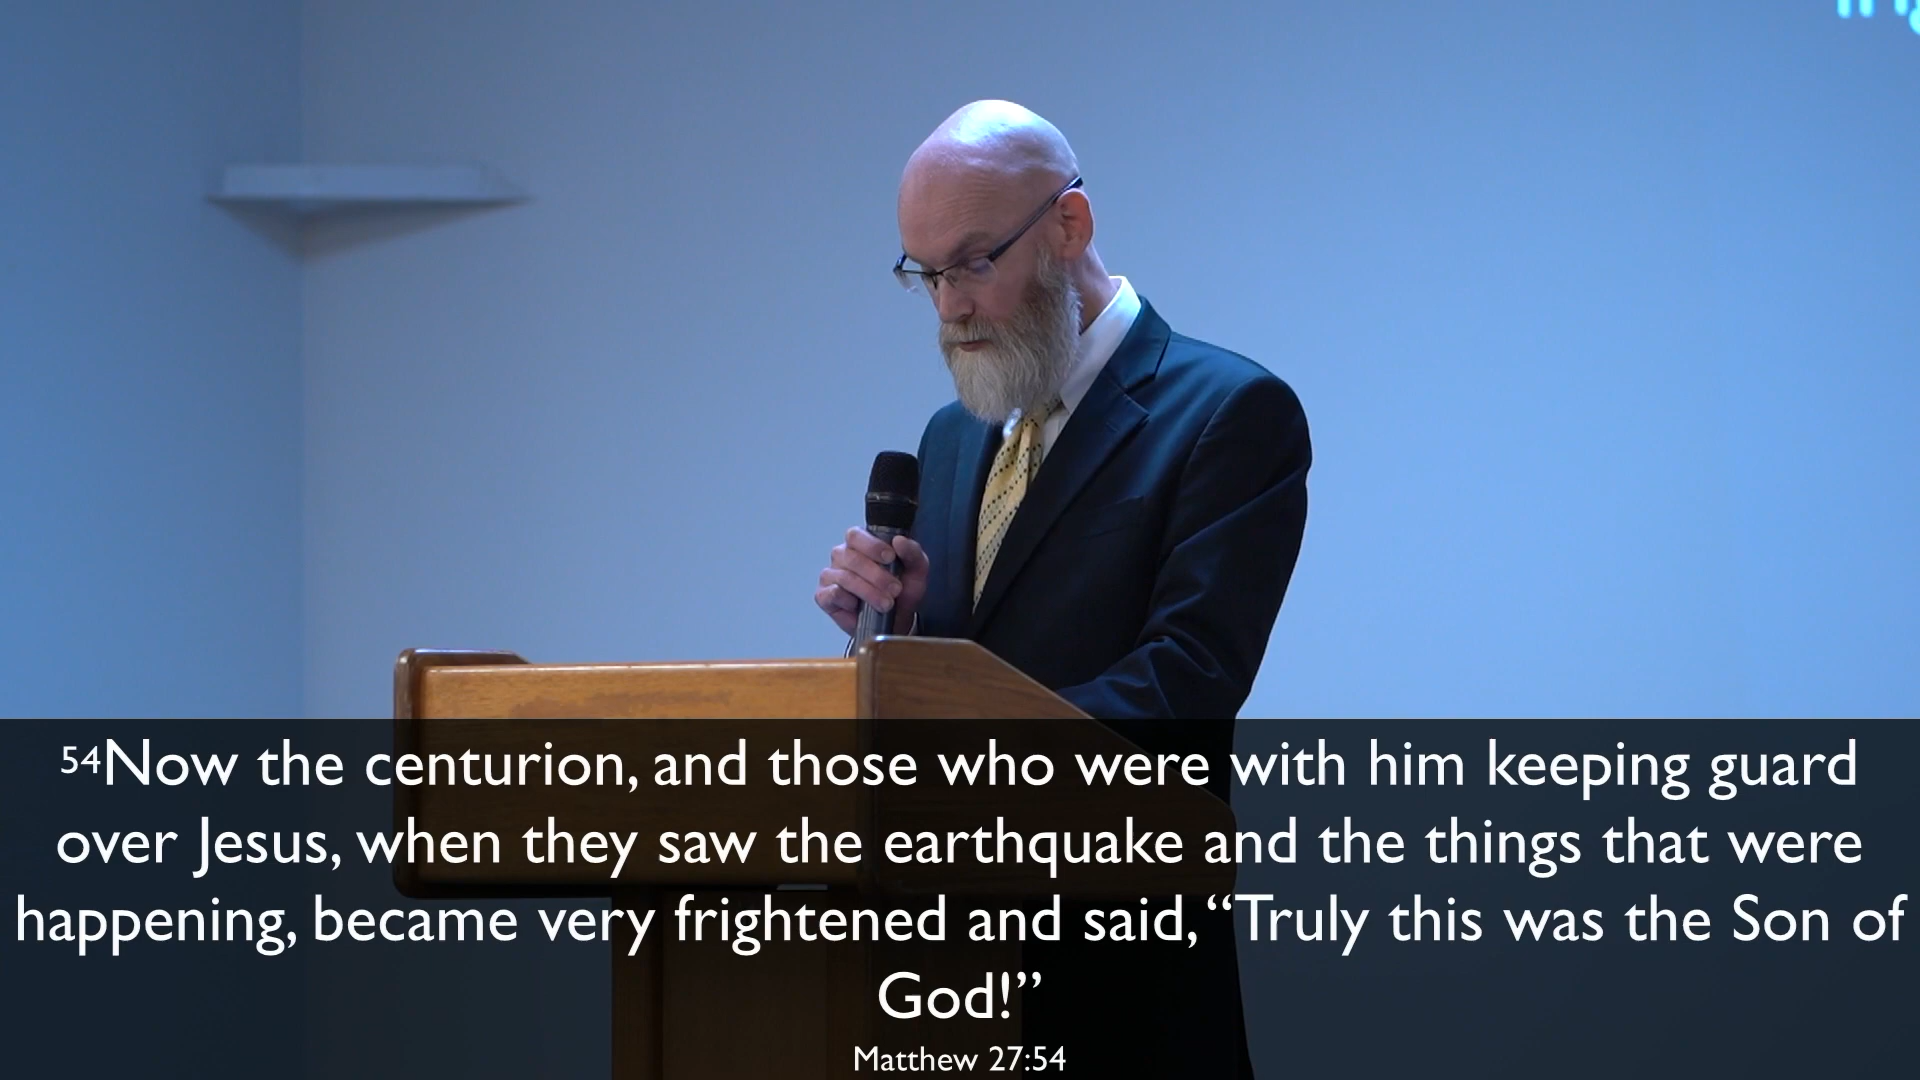 54Now the centurion, and those who were with him keeping guard
over Jesus, when they saw the earthquake and the things that were
happening, became very frightened and said, “Truly this was the Son of
God!”
Matthew 27:54